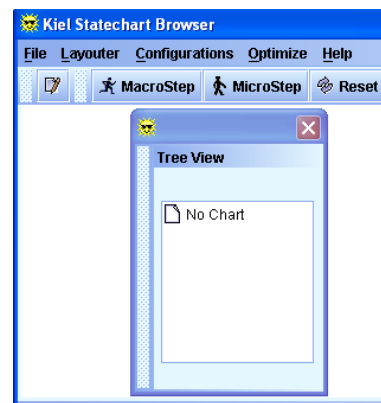 Kiel Statechart Browser
File Layouter Configurations Optimize Help
MacroStep MicroStep Reset
Tree View
No Chart